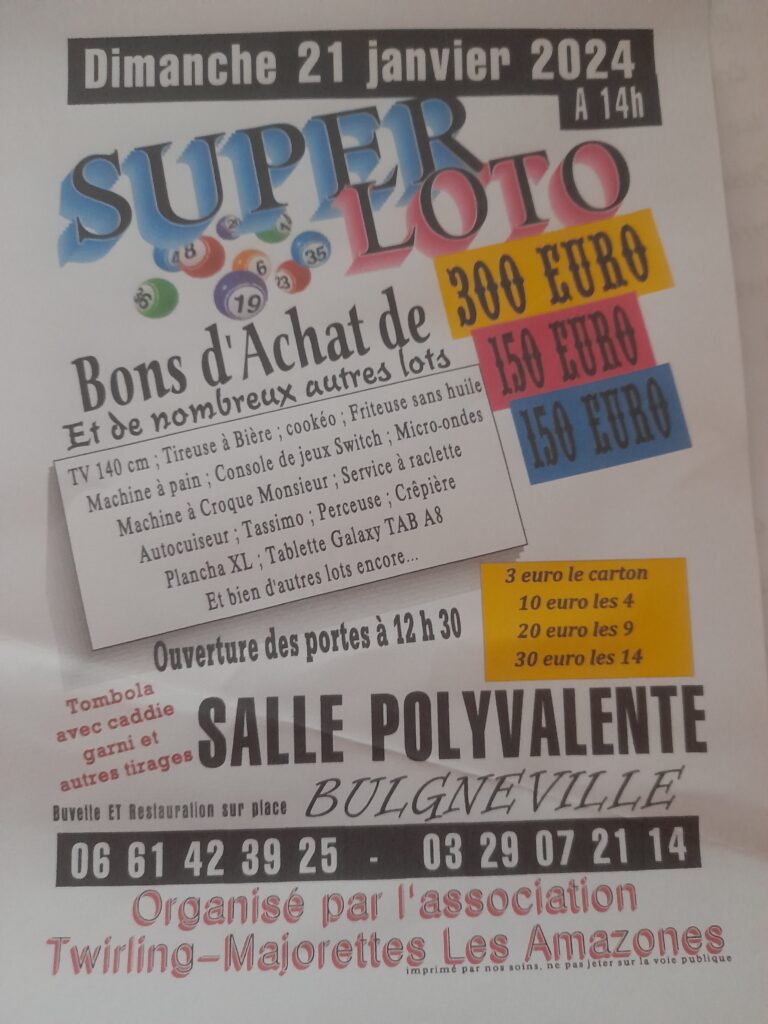 Dimanche 21 janvier 2024
A 14h
SUPER
LOTO
18
6
35
23
19
Bons d'Achat de
300 EURO
150 EURO
150 EURO
Et de nombreux autres lots
TV 140 cm ; Tireuse à Bière ; cookéo ; Friteuse sans huile
Machine à pain ; Console de jeux Switch ; Micro-ondes
Machine à Croque Monsieur ; Service à raclette
Autocuiseur ; Tassimo ; Perceuse ; Crêpière
Plancha XL ; Tablette Galaxy TAB A8
Et bien d'autres lots encore...
3 euro le carton
10 euro les 4
20 euro les 9
30 euro les 14
Ouverture des portes à 12 h 30
Tombola
avec caddie
garni et
autres tirages
SALLE POLYVALENTE
Buvette ET Restauration sur place
BULGNEVILLE
06 61 42 39 25 - 03 29 07 21 14
Organisé par l'association
Twirling-Majorettes Les Amazones
imprimé par nos soins, ne pas jeter sur la voie publique